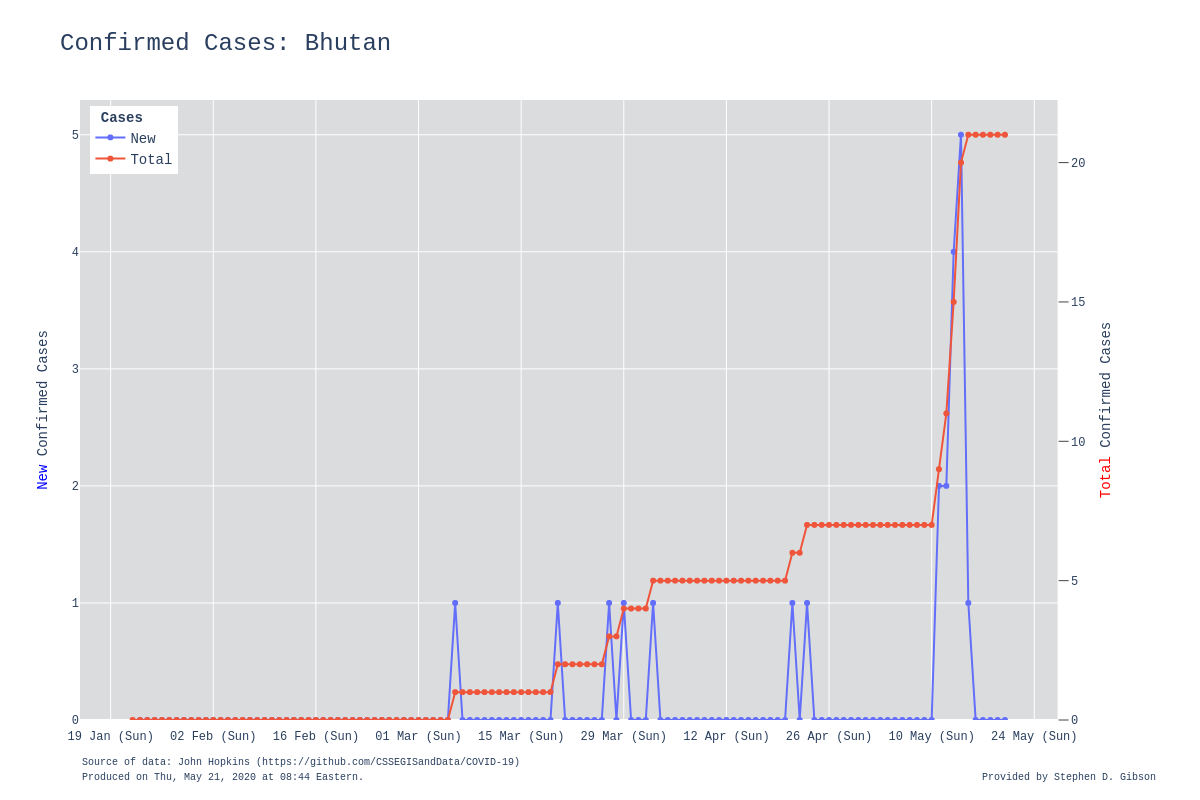 Confirmed Cases: Bhutan
Cases
New
Total
5
4
3
2
1
0
New Confirmed Cases
20
15
10
5
0
Total Confirmed Cases
19 Jan (Sun) 02 Feb (Sun) 16 Feb (Sun) 01 Mar (Sun) 15 Mar (Sun) 29 Mar (Sun) 12 Apr (Sun) 26 Apr (Sun) 10 May (Sun) 24 May (Sun)
Source of data: John Hopkins (https://github.com/CSSEGISandData/COVID-19)
Produced on Thu, May 21, 2020 at 08:44 Eastern.
Provided by Stephen D. Gibson